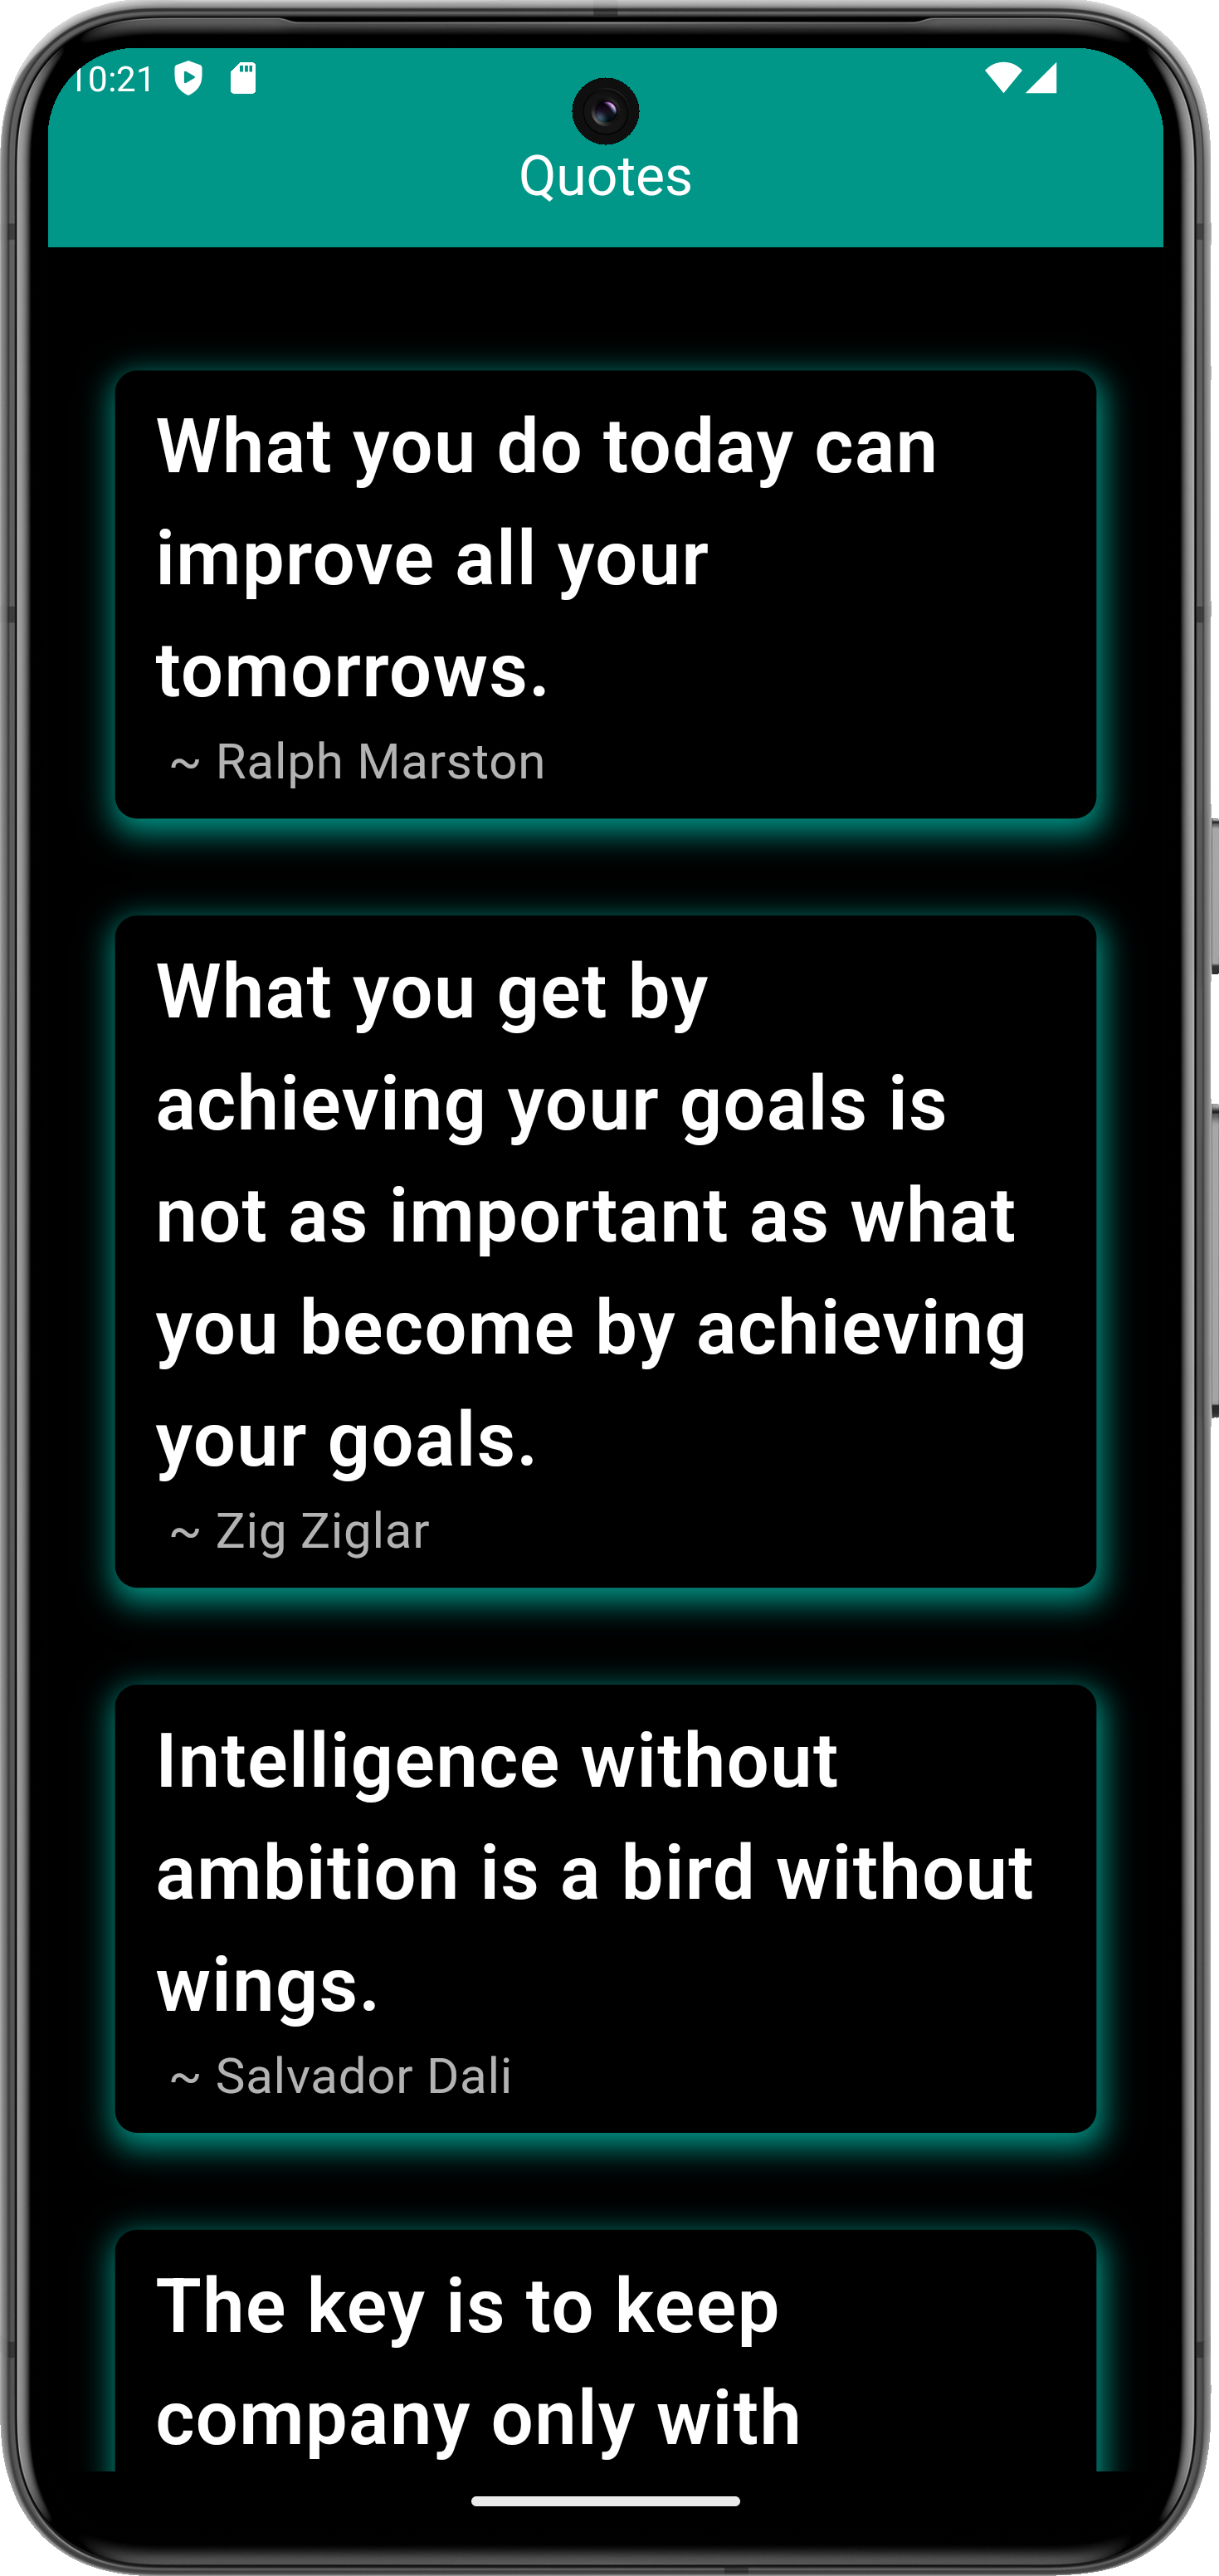 10:21
Quotes
What you do today can
improve all your
tomorrows.
~ Ralph Marston
What you get by
achieving your goals is
not as important as what
you become by achieving
your goals.
~ Zig Ziglar
Intelligence without
ambition is a bird without
wings.
~ Salvador Dali
The key is to keep
company only with